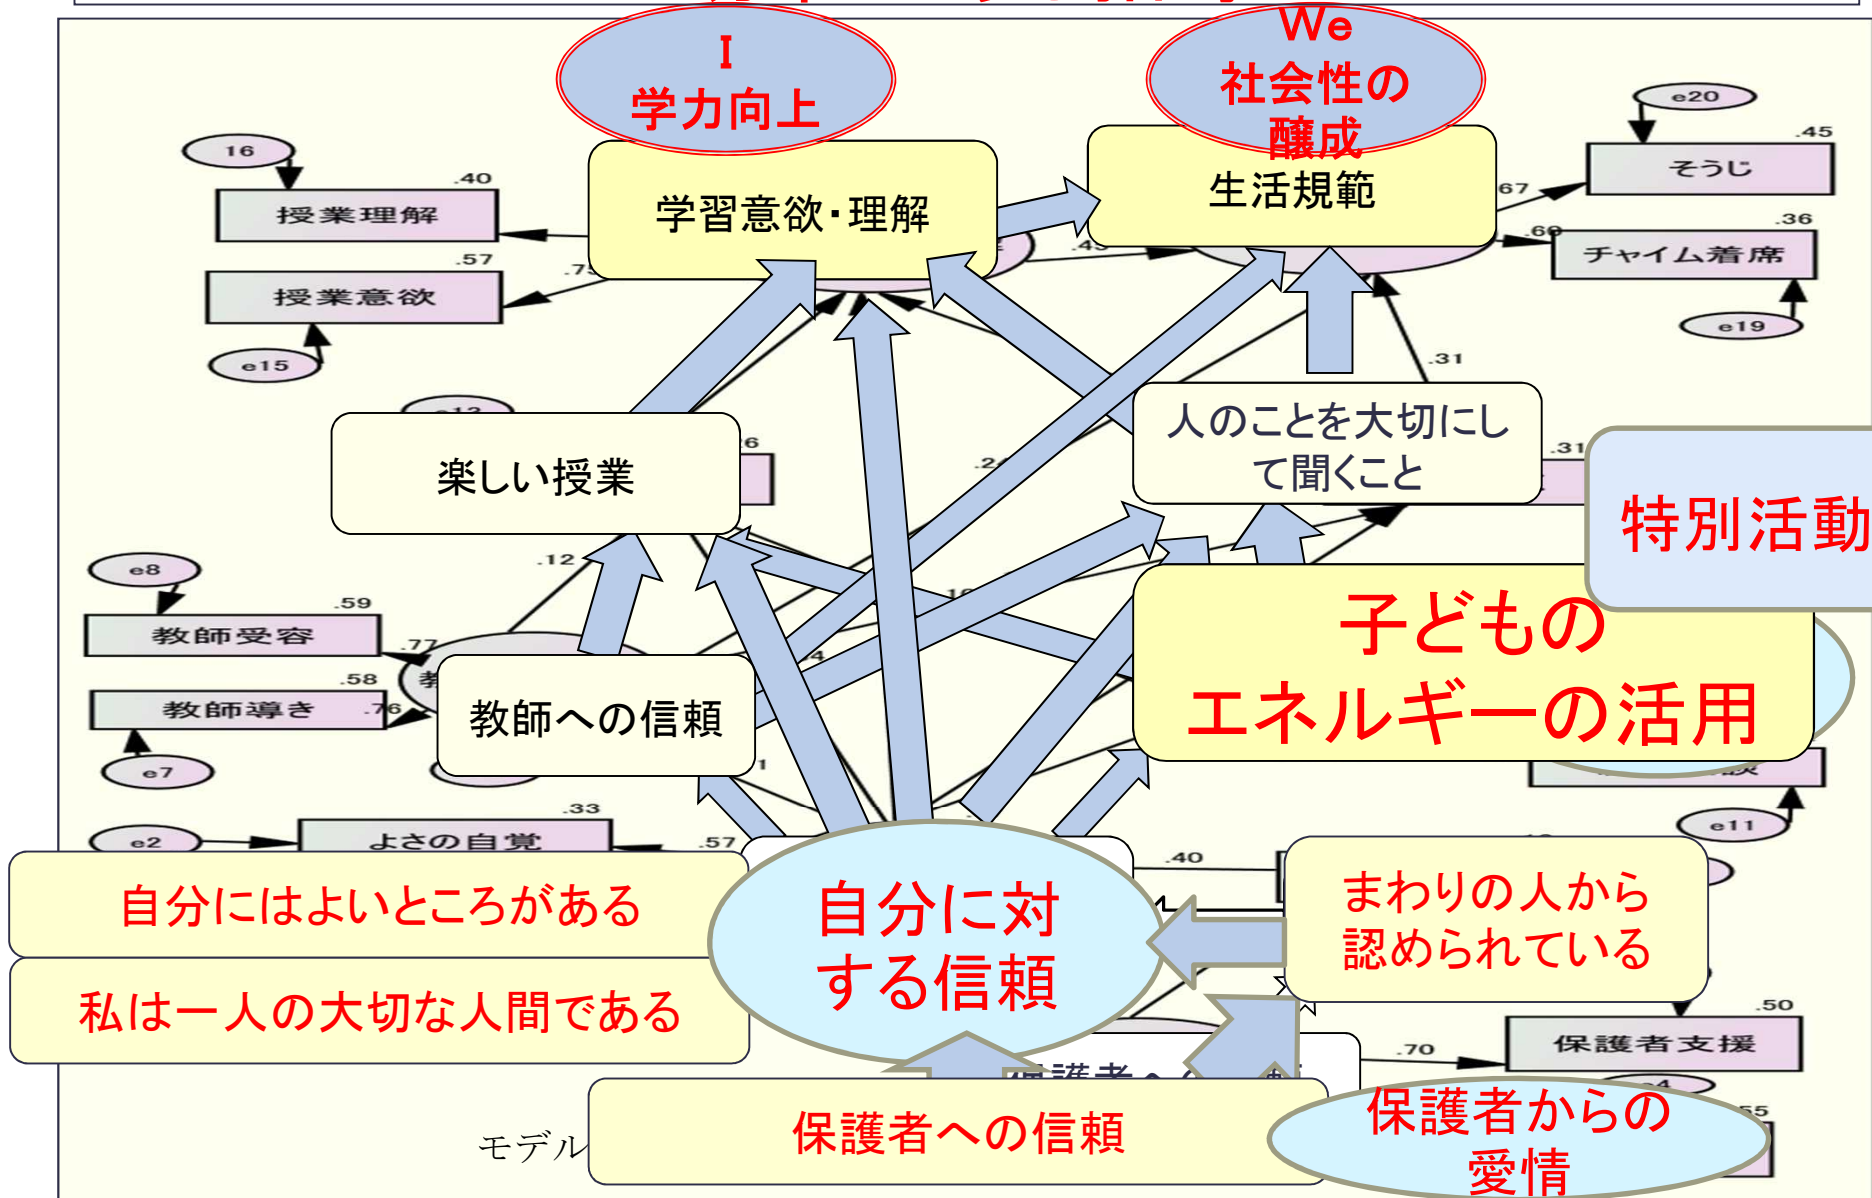 I
学力向上
We
社会性の
醸成
e20
16
.45
そうじ
.40
授業理解
学習意欲・理解
生活規範
67
.36
.60
チャイム着席
.57
授業意欲
.75
e19
e15
.31
人のことを大切にし
て聞くこと
楽しい授業
.31
特別活動
e8
.12
.59
教師受容
.77
子どもの
エネルギーの活用
.58
教師導き
.76
教師への信頼
e7
.33
e11
e2
よさの自覚
.57
.40
自分にはよいところがある
自分に対
する信頼
まわりの人から
認められている
私は一人の大切な人間である
.50
.70
保護者支援
保護者への信頼
保護者からの
愛情
モデル